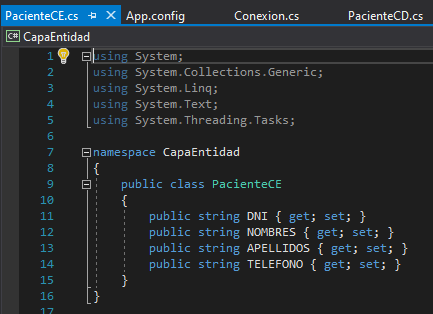 PacienteCE.cs App.config Conexion.cs PacienteCD.cs
C# CapaEntidad
1 using System;
2 using System.Collections.Generic;
3 using System.Linq;
4 using System.Text;
5 using System.Threading.Tasks;
6
7 namespace CapaEntidad
8 {
9 public class PacienteCE
10 {
11 public string DNI { get; set; }
12 public string NOMBRES { get; set; }
13 public string APELLIDOS { get; set; }
14 public string TELEFONO { get; set; }
15 }
16 }
17